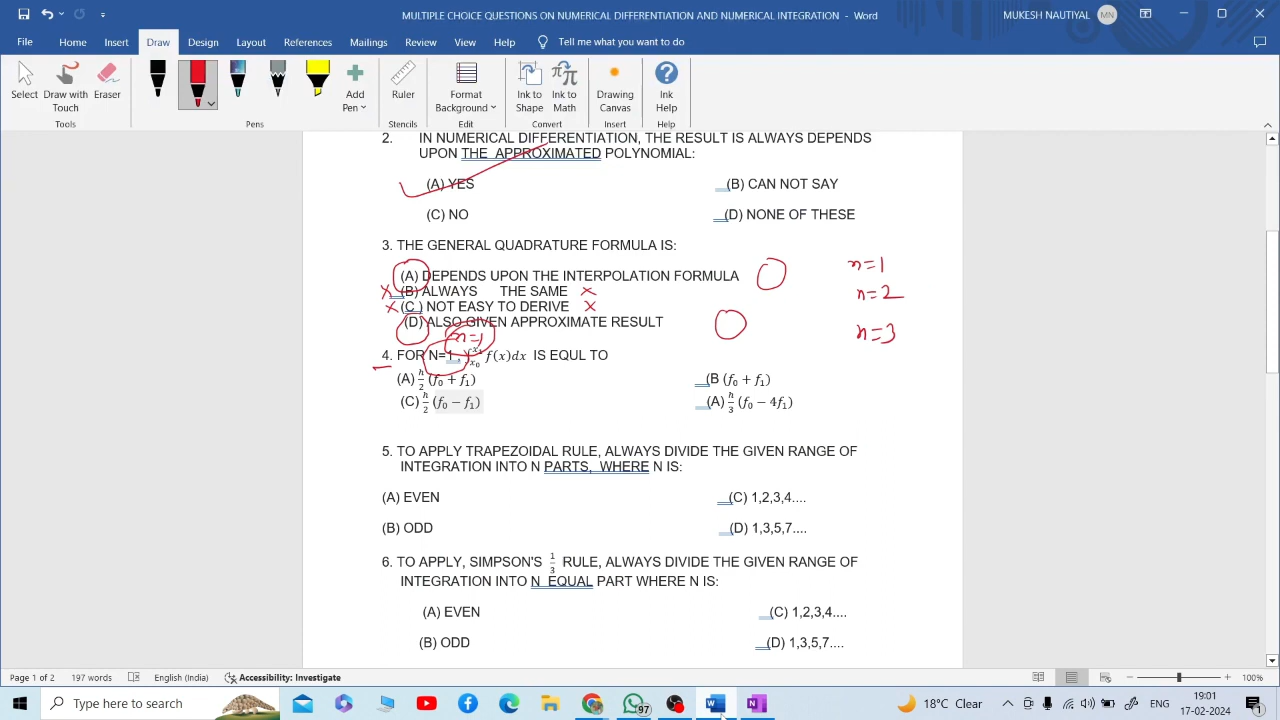 MULTIPLE CHOICE QUESTIONS ON NUMERICAL DIFFERENTIATION AND NUMERICAL INTEGRATION - Word
MUKESH NAUTIYAL MN
File Home Insert Draw Design Layout References Mailings Review View Help Tell me what you want to do
Select Draw with Touch Eraser Add Pen Ruler Format Background Ink to Shape Ink to Math Drawing Canvas Ink Help
Tools Pens Stencils Edit Convert Insert Help
2. IN NUMERICAL DIFFERENTIATION, THE RESULT IS ALWAYS DEPENDS
UPON THE APPROXIMATED POLYNOMIAL:
(A) YES (B) CAN NOT SAY
(C) NO (D) NONE OF THESE
3. THE GENERAL QUADRATURE FORMULA IS:
n=1
(A) DEPENDS UPON THE INTERPOLATION FORMULA
x (B) ALWAYS THE SAME x
n=2
x (C ) NOT EASY TO DERIVE x
(D) ALSO GIVEN APPROXIMATE RESULT
n=3
n=1
4. FOR N=1 , ∫x₀x₁ f(x)dx IS EQUL TO
(A) h/2 (f₀ + f₁) (B (f₀ + f₁)
(C) h/2 (f₀ − f₁) (A) h/3 (f₀ − 4f₁)
5. TO APPLY TRAPEZOIDAL RULE, ALWAYS DIVIDE THE GIVEN RANGE OF
INTEGRATION INTO N PARTS, WHERE N IS:
(A) EVEN (C) 1,2,3,4....
(B) ODD (D) 1,3,5,7....
6. TO APPLY, SIMPSON'S 1/3 RULE, ALWAYS DIVIDE THE GIVEN RANGE OF
INTEGRATION INTO N EQUAL PART WHERE N IS:
(A) EVEN (C) 1,2,3,4....
(B) ODD (D) 1,3,5,7....
Page 1 of 2 197 words English (India) Accessibility: Investigate 100%
Type here to search 97 18°C Clear ENG 19:01
17-02-2024 1